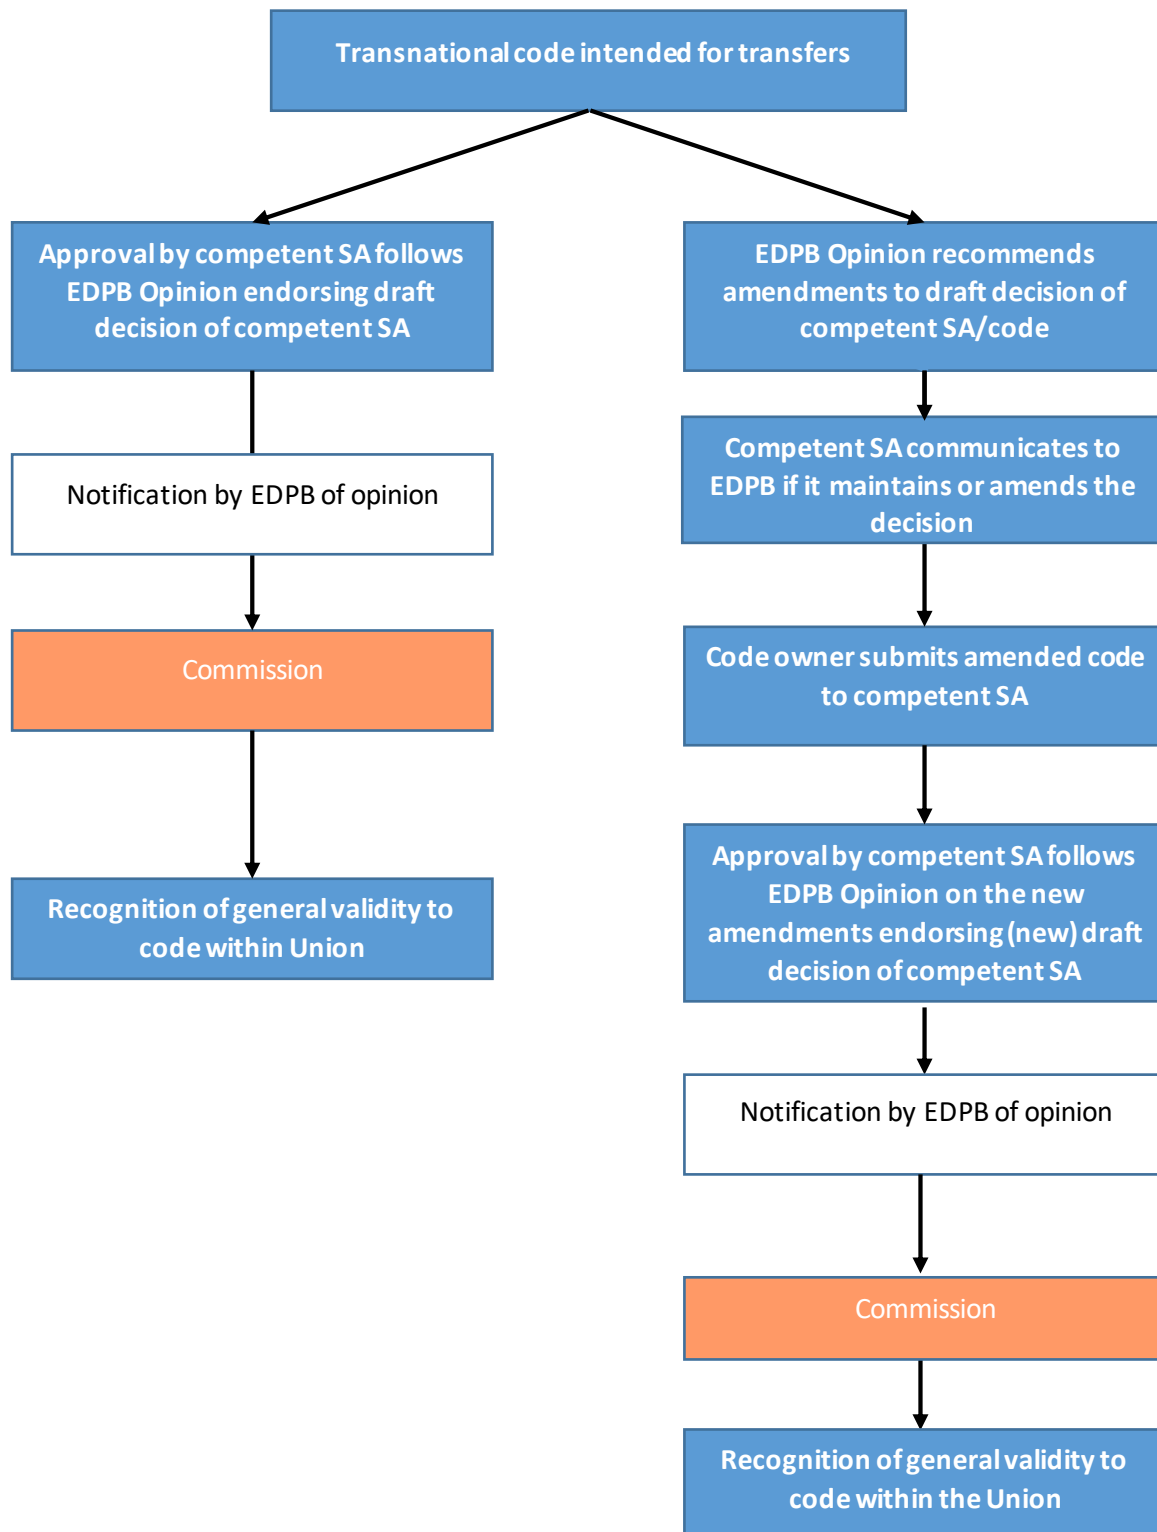 Transnational code intended for transfers
Approval by competent SA follows
EDPB Opinion endorsing draft
decision of competent SA
Notification by EDPB of opinion
Commission
Recognition of general validity to
code within Union
EDPB Opinion recommends
amendments to draft decision of
competent SA/code
Competent SA communicates to
EDPB if it maintains or amends the
decision
Code owner submits amended code
to competent SA
Approval by competent SA follows
EDPB Opinion on the new
amendments endorsing (new) draft
decision of competent SA
Notification by EDPB of opinion
Commission
Recognition of general validity to
code within the Union